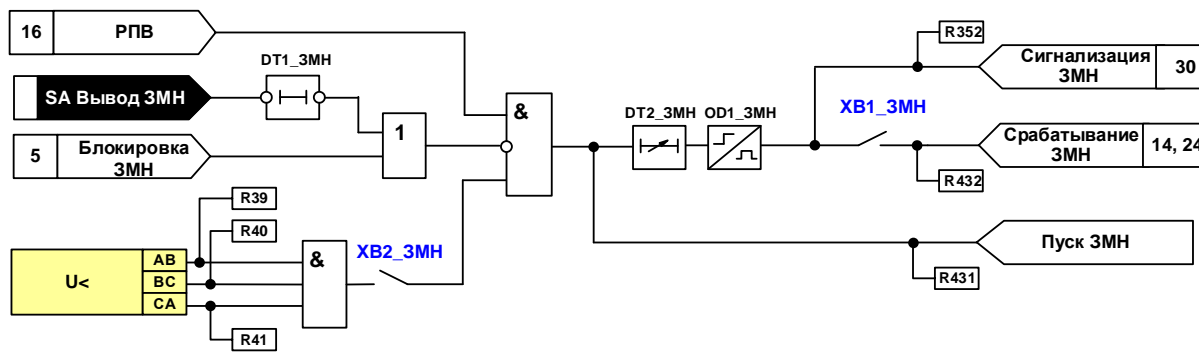 16 РПВ
DT1_ЗМН
SA Вывод ЗМН
5 Блокировка
ЗМН
1
&
R39
R40
XB2_ЗМН
U<
AB
BC
CA
&
R41
DT2_ЗМН
OD1_ЗМН
R352
Сигнализация
ЗМН
30
XB1_ЗМН
Срабатывание
ЗМН
14, 24
R432
Пуск ЗМН
R431